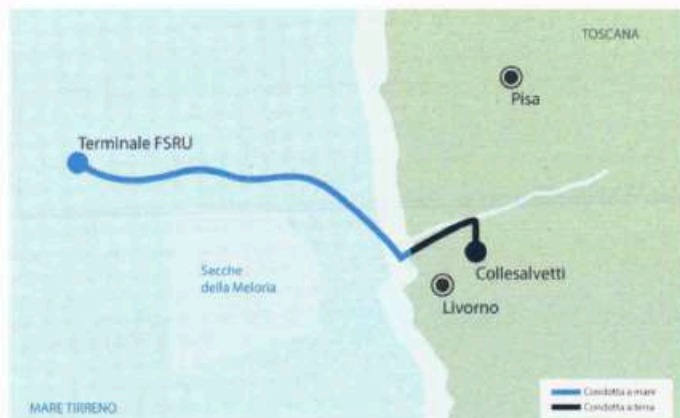 TOSCANA
Pisa
Terminale FSRU
Secche
della Meloria
Collesalvetti
Livorno
MARE TIRRENO
Condotta a mare
Condotta a terra